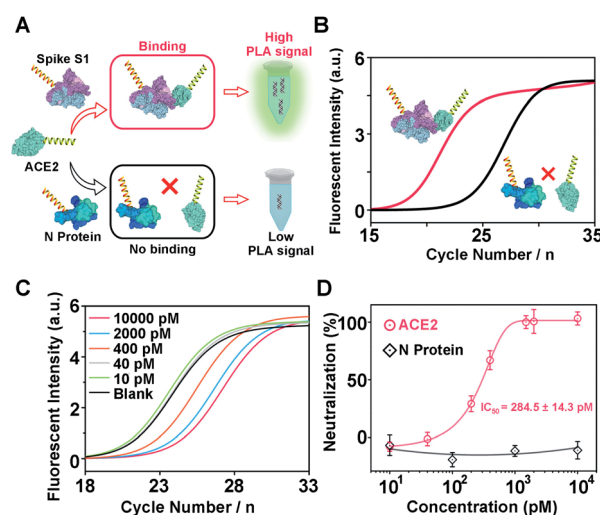 A
Spike S1
Binding
High
PLA signal
ACE2
N Protein
No binding
Low
PLA signal
B
Fluorescent Intensity (a.u.)
6
3
0
15
25
35
Cycle Number / n
C
Fluorescent Intensity (a.u.)
6
5
3
2
0
10000 pM
2000 pM
400 pM
40 pM
10 pM
Blank
18
23
28
33
Cycle Number / n
D
Neutralization (%)
100
50
0
ACE2
N Protein
IC50 = 284.5 ± 14.3 pM
10¹
10²
10³
10⁴
Concentration (pM)